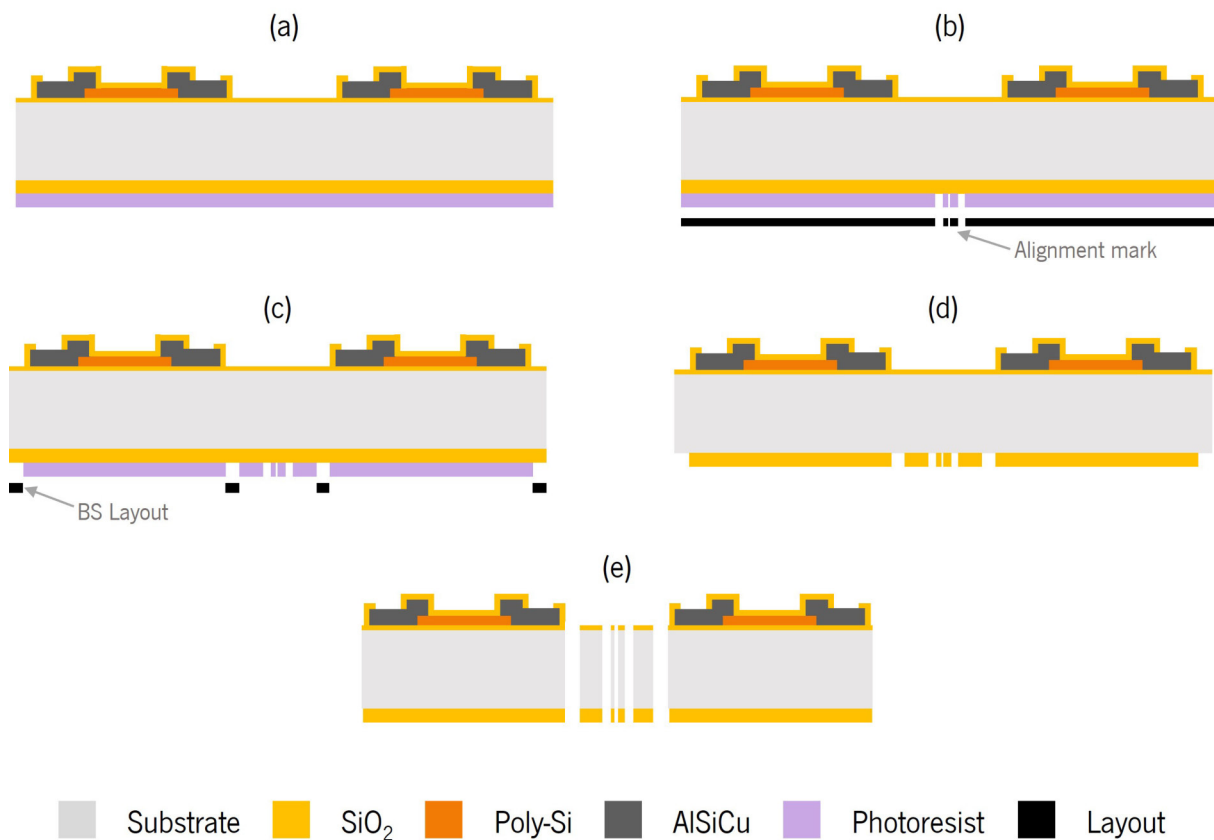 (a)
(b)
Alignment mark
(c)
(d)
BS Layout
(e)
Substrate SiO₂ Poly-Si AlSiCu Photoresist Layout